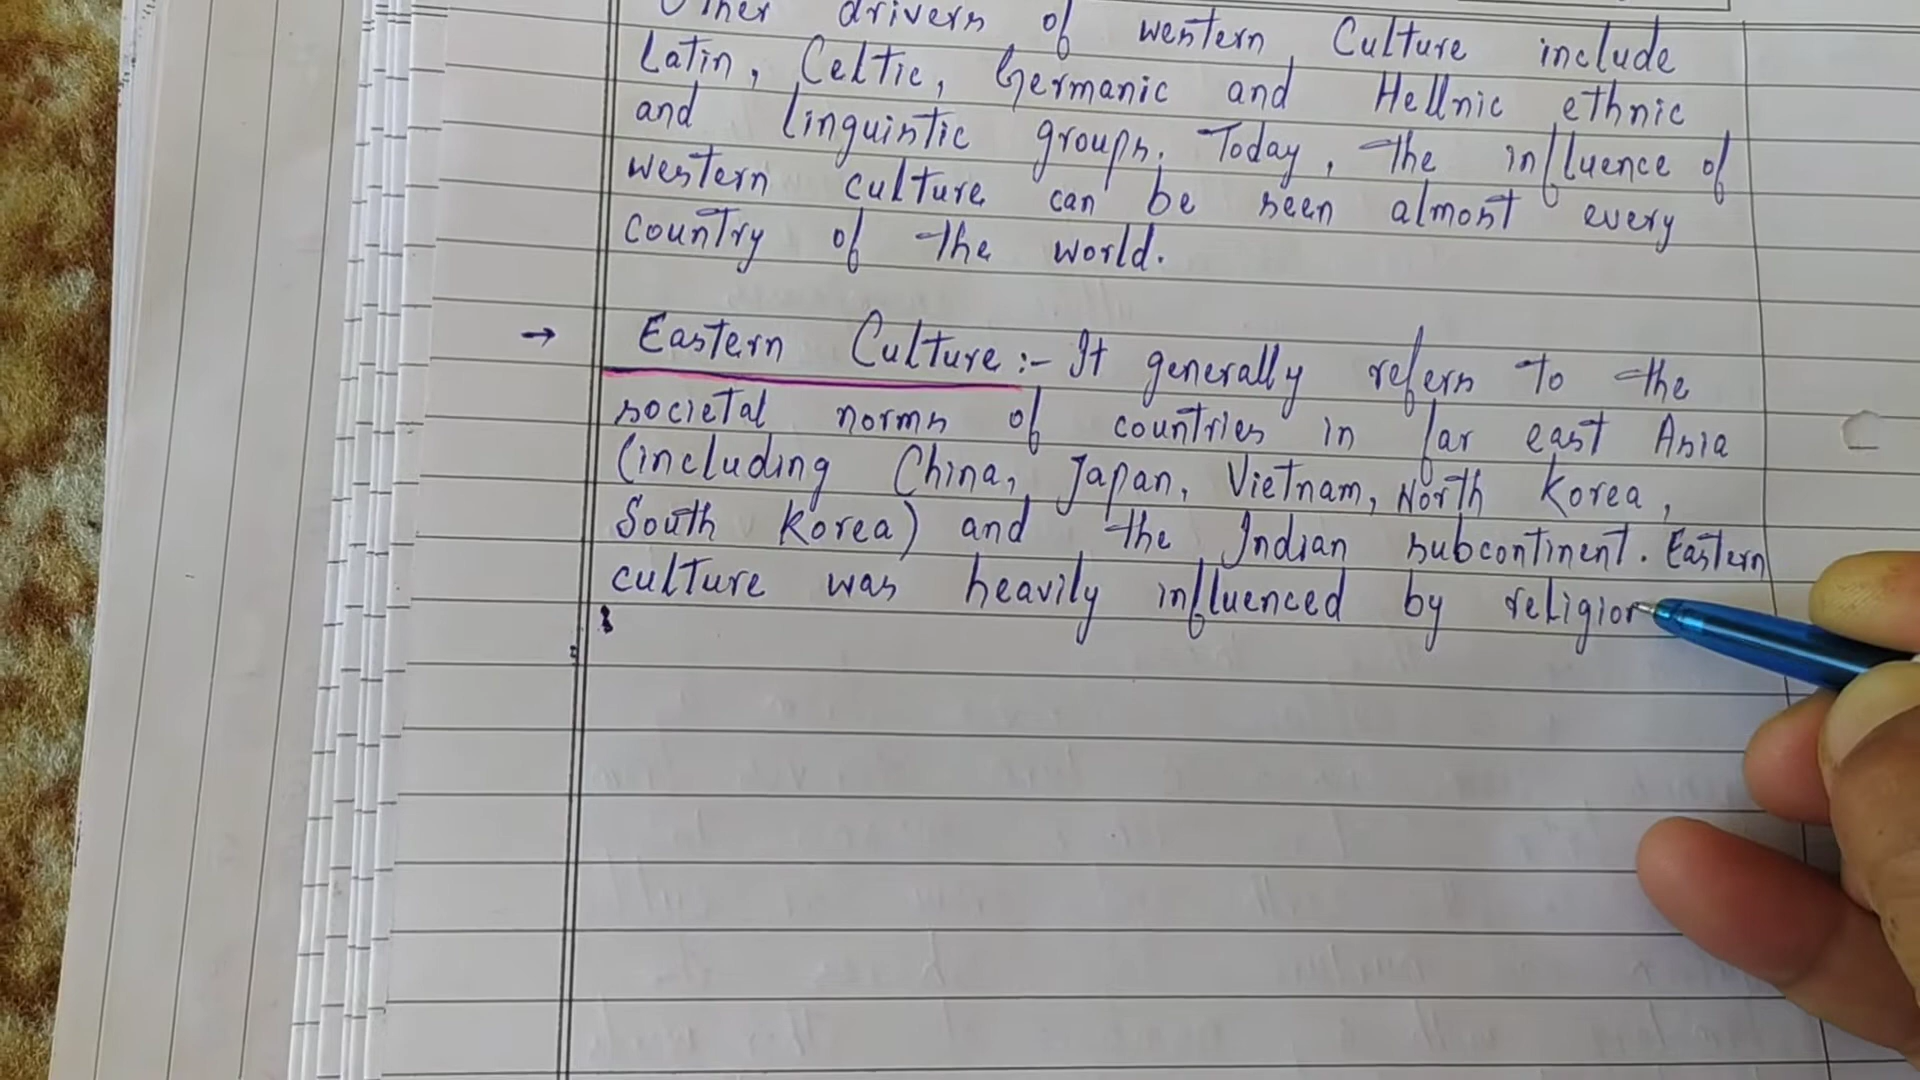 Other drivers of western Culture include
Latin, Celtic, Germanic and Hellnic ethnic
and linguistic groups. Today, the influence of
western culture can be seen almost every
country of the world.
→ Eastern Culture :- It generally refers to the
societal norms of countries in far east Asia
(including China, Japan, Vietnam, North Korea,
South Korea) and the Indian subcontinent. Eastern
culture was heavily influenced by religion